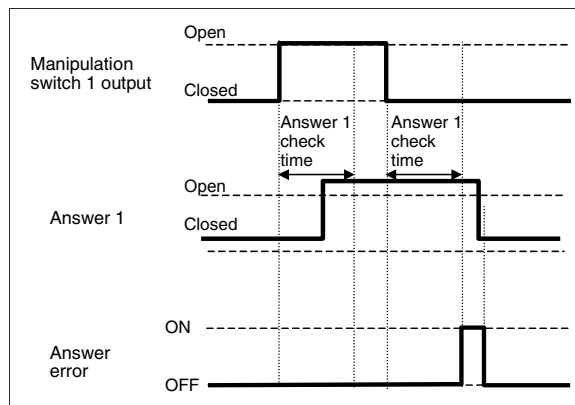 Open
Manipulation
switch 1 output
Closed
Answer 1
check
time
Answer 1
check
time
Open
Answer 1
Closed
ON
Answer
error
OFF